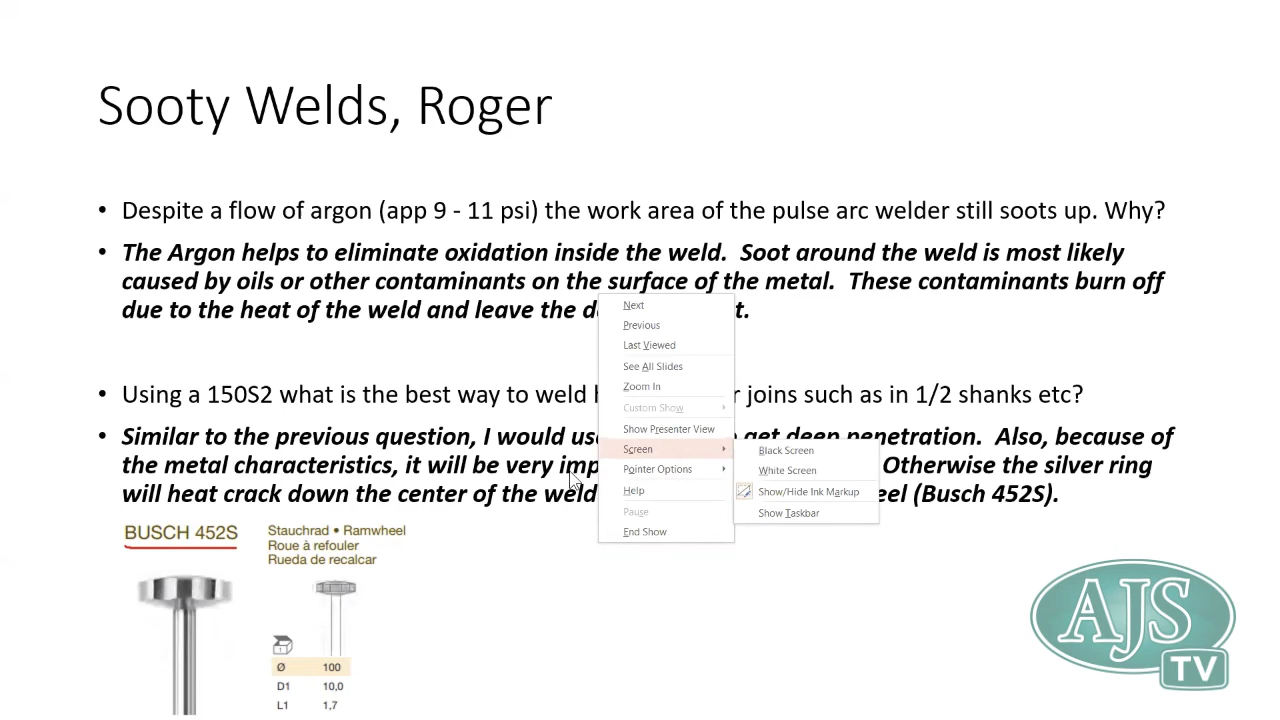 Sooty Welds, Roger
• Despite a flow of argon (app 9 - 11 psi) the work area of the pulse arc welder still soots up. Why?
• The Argon helps to eliminate oxidation inside the weld. Soot around the weld is most likely
caused by oils or other contaminants on the surface of the metal. These contaminants burn off
due to the heat of the weld and leave the t.
• Using a 150S2 what is the best way to weld r joins such as in 1/2 shanks etc?
• Similar to the previous question, I would use get deep penetration. Also, because of
the metal characteristics, it will be very Otherwise the silver ring
will heat crack down the center of the weld (Busch 452S).
Next
Previous
Last Viewed
See All Slides
Zoom In
Custom Show
Show Presenter View
Screen
Pointer Options
Help
Pause
End Show
Black Screen
White Screen
Show/Hide Ink Markup
Show Taskbar
BUSCH 452S
Stauchrad • Ramwheel
Roue à refouler
Rueda de recalcar
Ø 100
D1 10,0
L1 1,7
AJS
TV